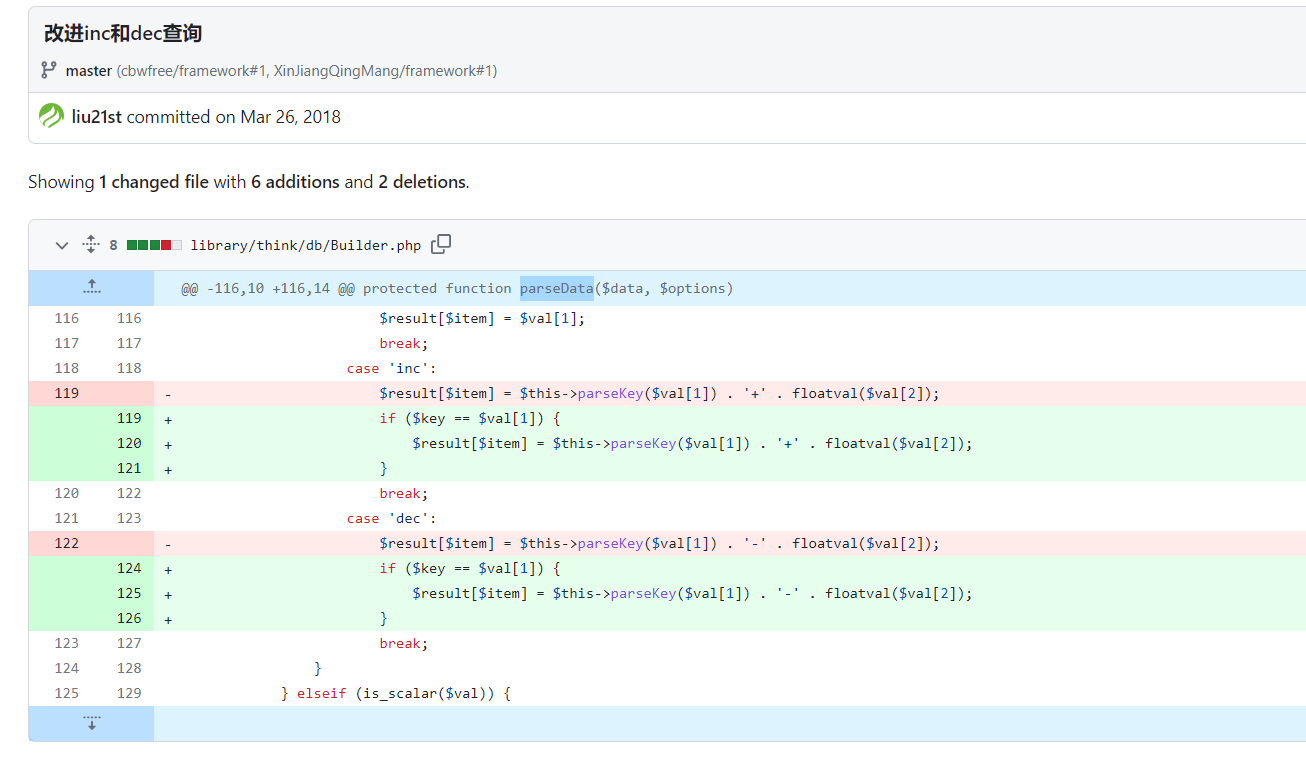 改进inc和dec查询
master (cbwfree/framework#1, XinJiangQingMang/framework#1)
liu21st committed on Mar 26, 2018
Showing 1 changed file with 6 additions and 2 deletions.
8 library/think/db/Builder.php
@@ -116,10 +116,14 @@ protected function parseData($data, $options)
116 116 $result[$item] = $val[1];
117 117 break;
118 118 case 'inc':
119 - $result[$item] = $this->parseKey($val[1]) . '+' . floatval($val[2]);
119 + if ($key == $val[1]) {
120 + $result[$item] = $this->parseKey($val[1]) . '+' . floatval($val[2]);
121 + }
120 122 break;
121 123 case 'dec':
122 - $result[$item] = $this->parseKey($val[1]) . '-' . floatval($val[2]);
124 + if ($key == $val[1]) {
125 + $result[$item] = $this->parseKey($val[1]) . '-' . floatval($val[2]);
126 + }
123 127 break;
124 128 }
125 129 } elseif (is_scalar($val)) {